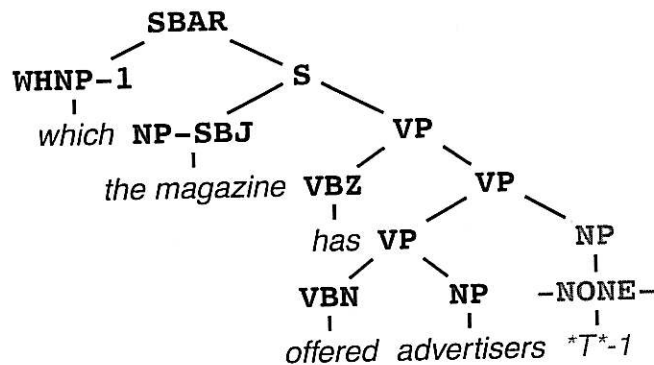 SBAR
WHNP-1 S
which NP-SBJ VP
the magazine VBZ VP
has VP NP
VBN NP -NONE-
offered advertisers *T*-1